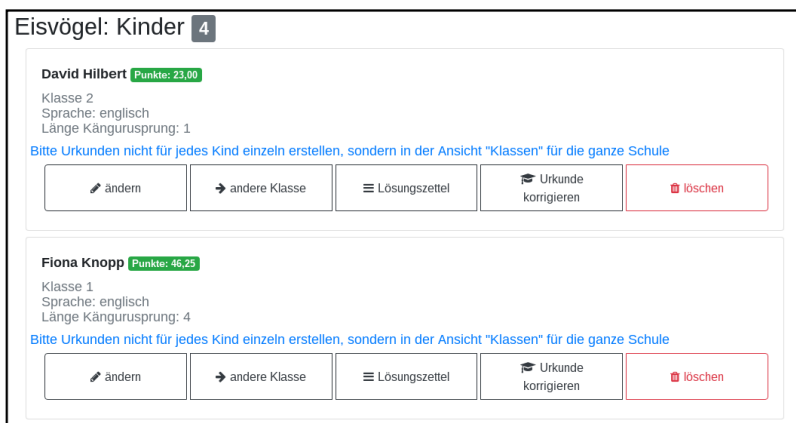 Eisvögel: Kinder 4
David Hilbert Punkte: 23,00
Klasse 2
Sprache: englisch
Länge Kängurusprung: 1
Bitte Urkunden nicht für jedes Kind einzeln erstellen, sondern in der Ansicht "Klassen" für die ganze Schule
ändern andere Klasse Lösungszettel Urkunde korrigieren löschen
Fiona Knopp Punkte: 46,25
Klasse 1
Sprache: englisch
Länge Kängurusprung: 4
Bitte Urkunden nicht für jedes Kind einzeln erstellen, sondern in der Ansicht "Klassen" für die ganze Schule
ändern andere Klasse Lösungszettel Urkunde korrigieren löschen